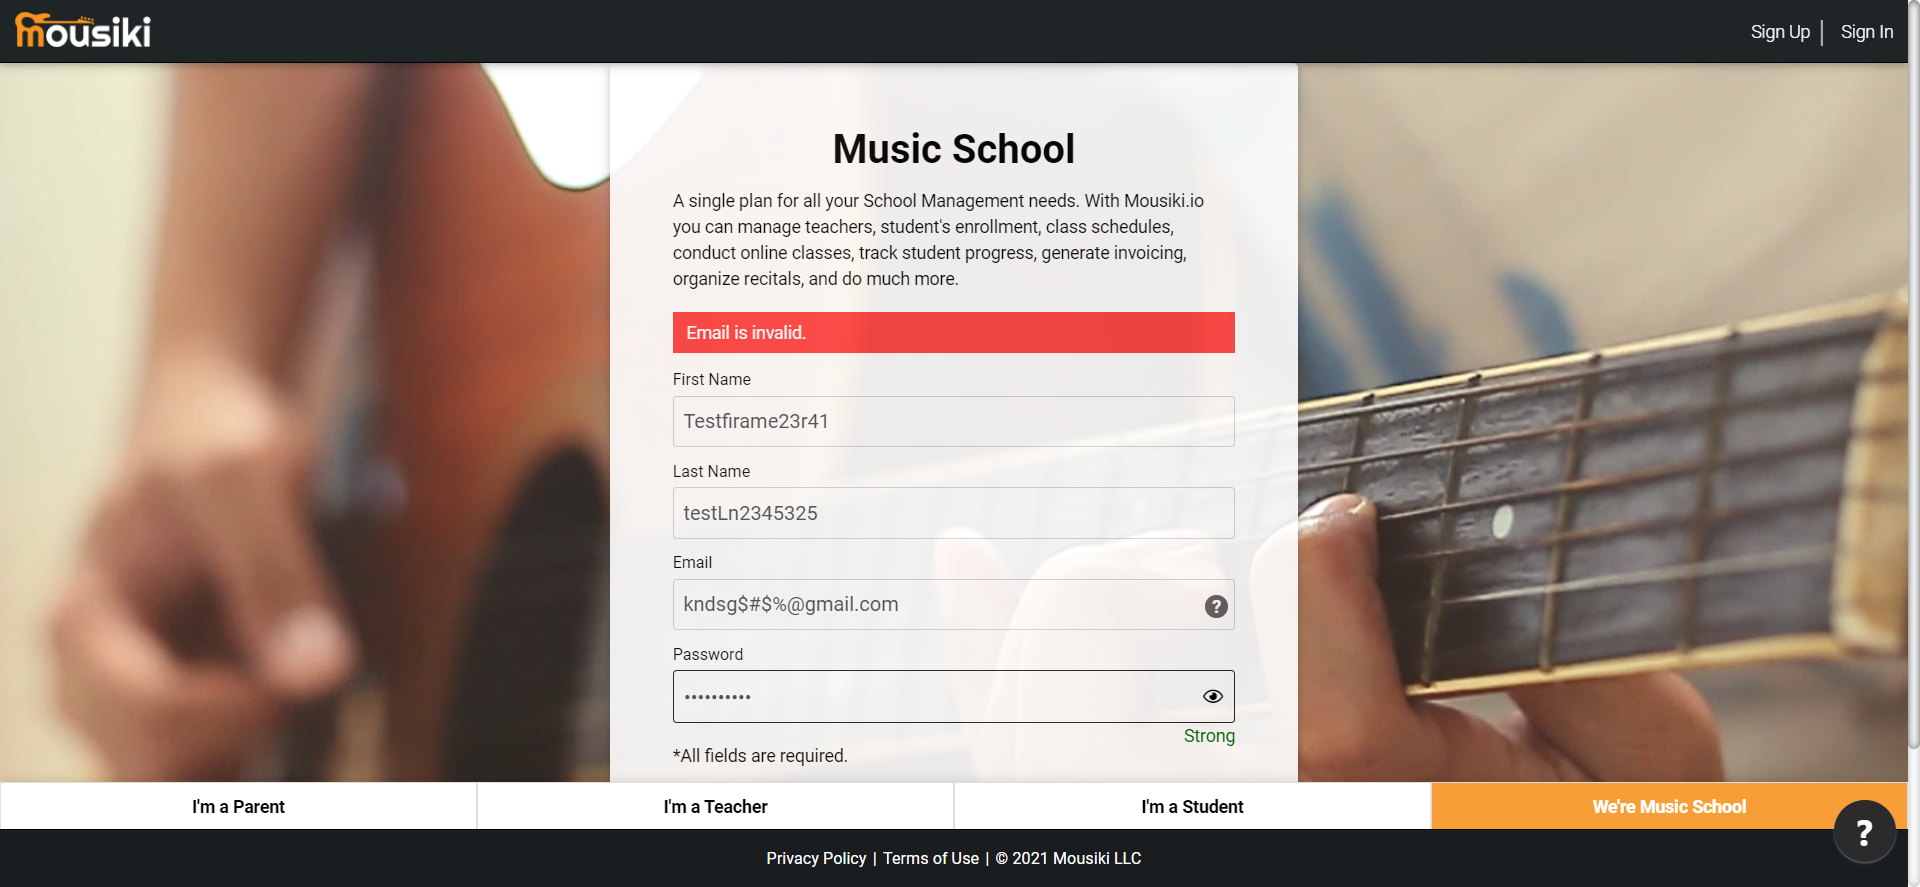 mousiki
Sign Up | Sign In
Music School
A single plan for all your School Management needs. With Mousiki.io
you can manage teachers, student's enrollment, class schedules,
conduct online classes, track student progress, generate invoicing,
organize recitals, and do much more.
Email is invalid.
First Name
Testfirame23r41
Last Name
testLn2345325
Email
kndsg$#$%@gmail.com
?
Password
••••••••••
Strong
*All fields are required.
I'm a Parent
I'm a Teacher
I'm a Student
We're Music School
?
Privacy Policy | Terms of Use | © 2021 Mousiki LLC